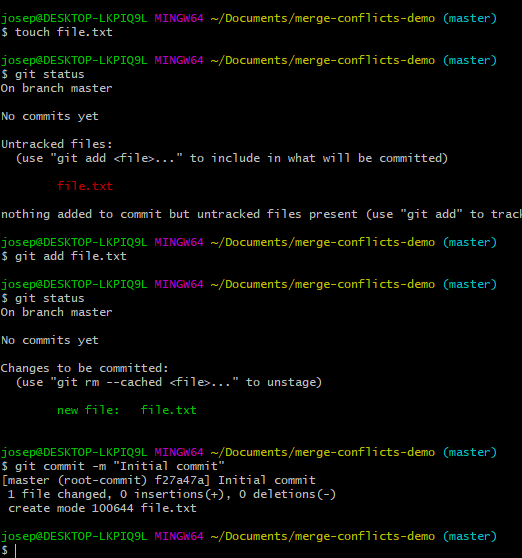 josep@DESKTOP-LKPIQ9L MINGW64 ~/Documents/merge-conflicts-demo (master)
$ touch file.txt

josep@DESKTOP-LKPIQ9L MINGW64 ~/Documents/merge-conflicts-demo (master)
$ git status
On branch master

No commits yet

Untracked files:
  (use "git add <file>..." to include in what will be committed)

        file.txt

nothing added to commit but untracked files present (use "git add" to track

josep@DESKTOP-LKPIQ9L MINGW64 ~/Documents/merge-conflicts-demo (master)
$ git add file.txt

josep@DESKTOP-LKPIQ9L MINGW64 ~/Documents/merge-conflicts-demo (master)
$ git status
On branch master

No commits yet

Changes to be committed:
  (use "git rm --cached <file>..." to unstage)

        new file:   file.txt

josep@DESKTOP-LKPIQ9L MINGW64 ~/Documents/merge-conflicts-demo (master)
$ git commit -m "Initial commit"
[master (root-commit) f27a47a] Initial commit
 1 file changed, 0 insertions(+), 0 deletions(-)
 create mode 100644 file.txt

josep@DESKTOP-LKPIQ9L MINGW64 ~/Documents/merge-conflicts-demo (master)
$